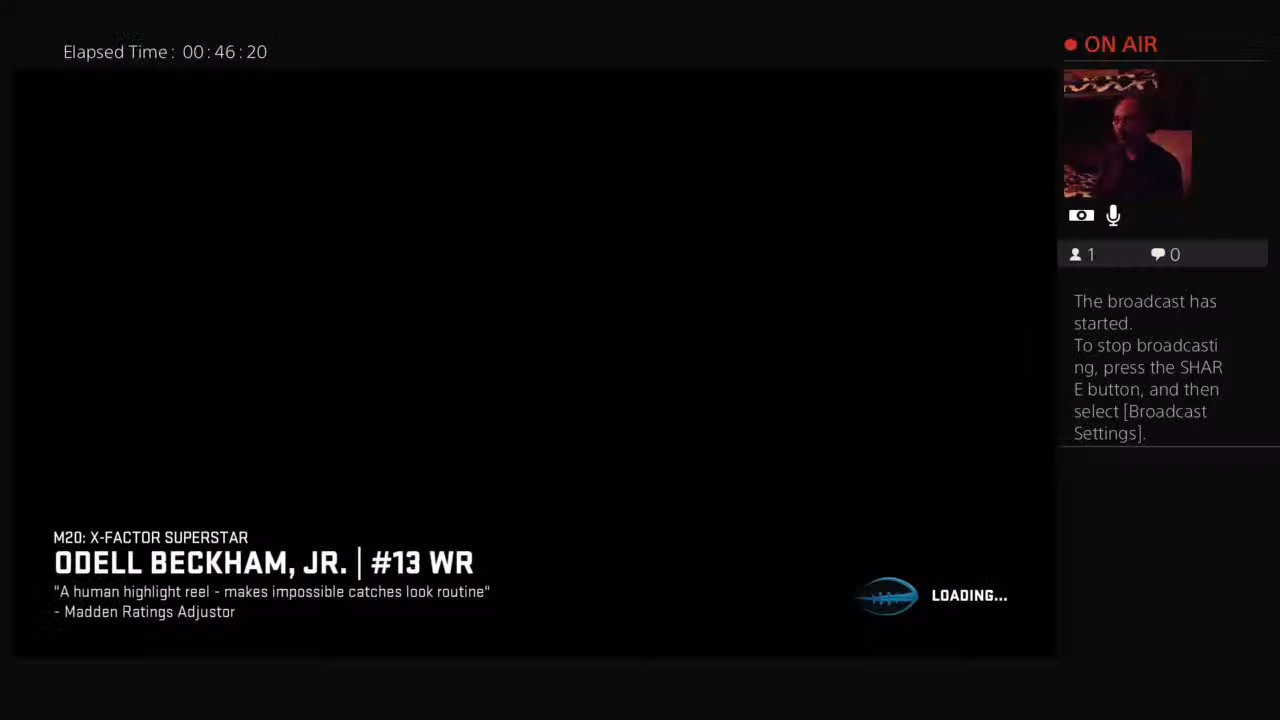 Elapsed Time: 00:46:20
ON AIR
1 0
The broadcast has
started.
To stop broadcasti
ng, press the SHAR
E button, and then
select [Broadcast
Settings].
M20: X-FACTOR SUPERSTAR
ODELL BECKHAM, JR. | #13 WR
"A human highlight reel - makes impossible catches look routine"
- Madden Ratings Adjustor
LOADING...